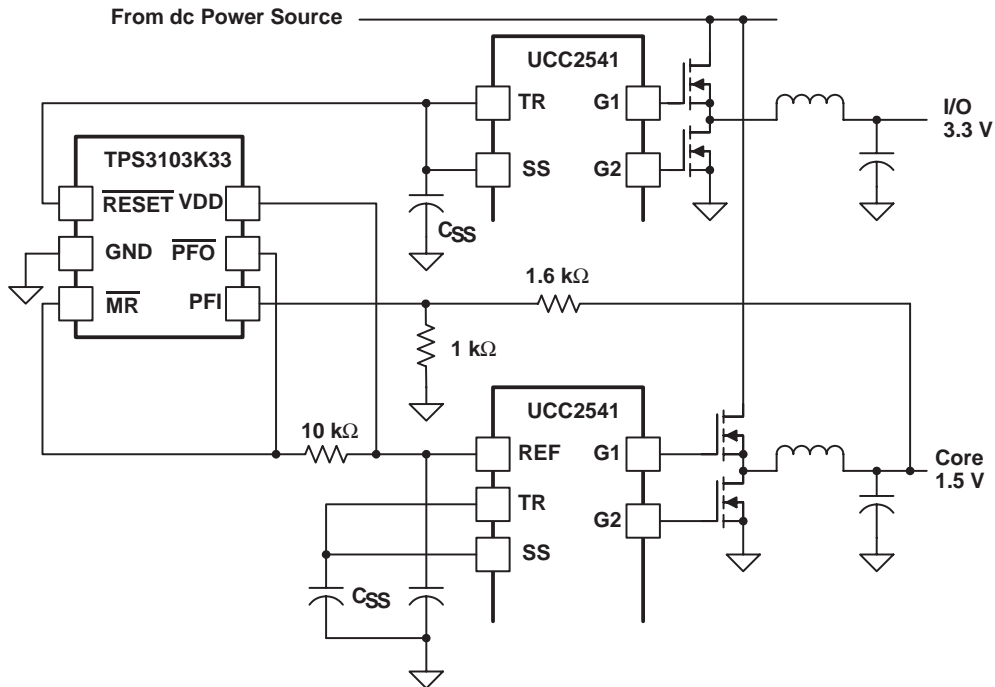 From dc Power Source
UCC2541
TR
G1
SS
G2
I/O
3.3 V
TPS3103K33
RESET
VDD
GND
PFO
MR
PFI
CSS
1.6 kΩ
1 kΩ
UCC2541
10 kΩ
REF
G1
TR
G2
SS
Core
1.5 V
CSS